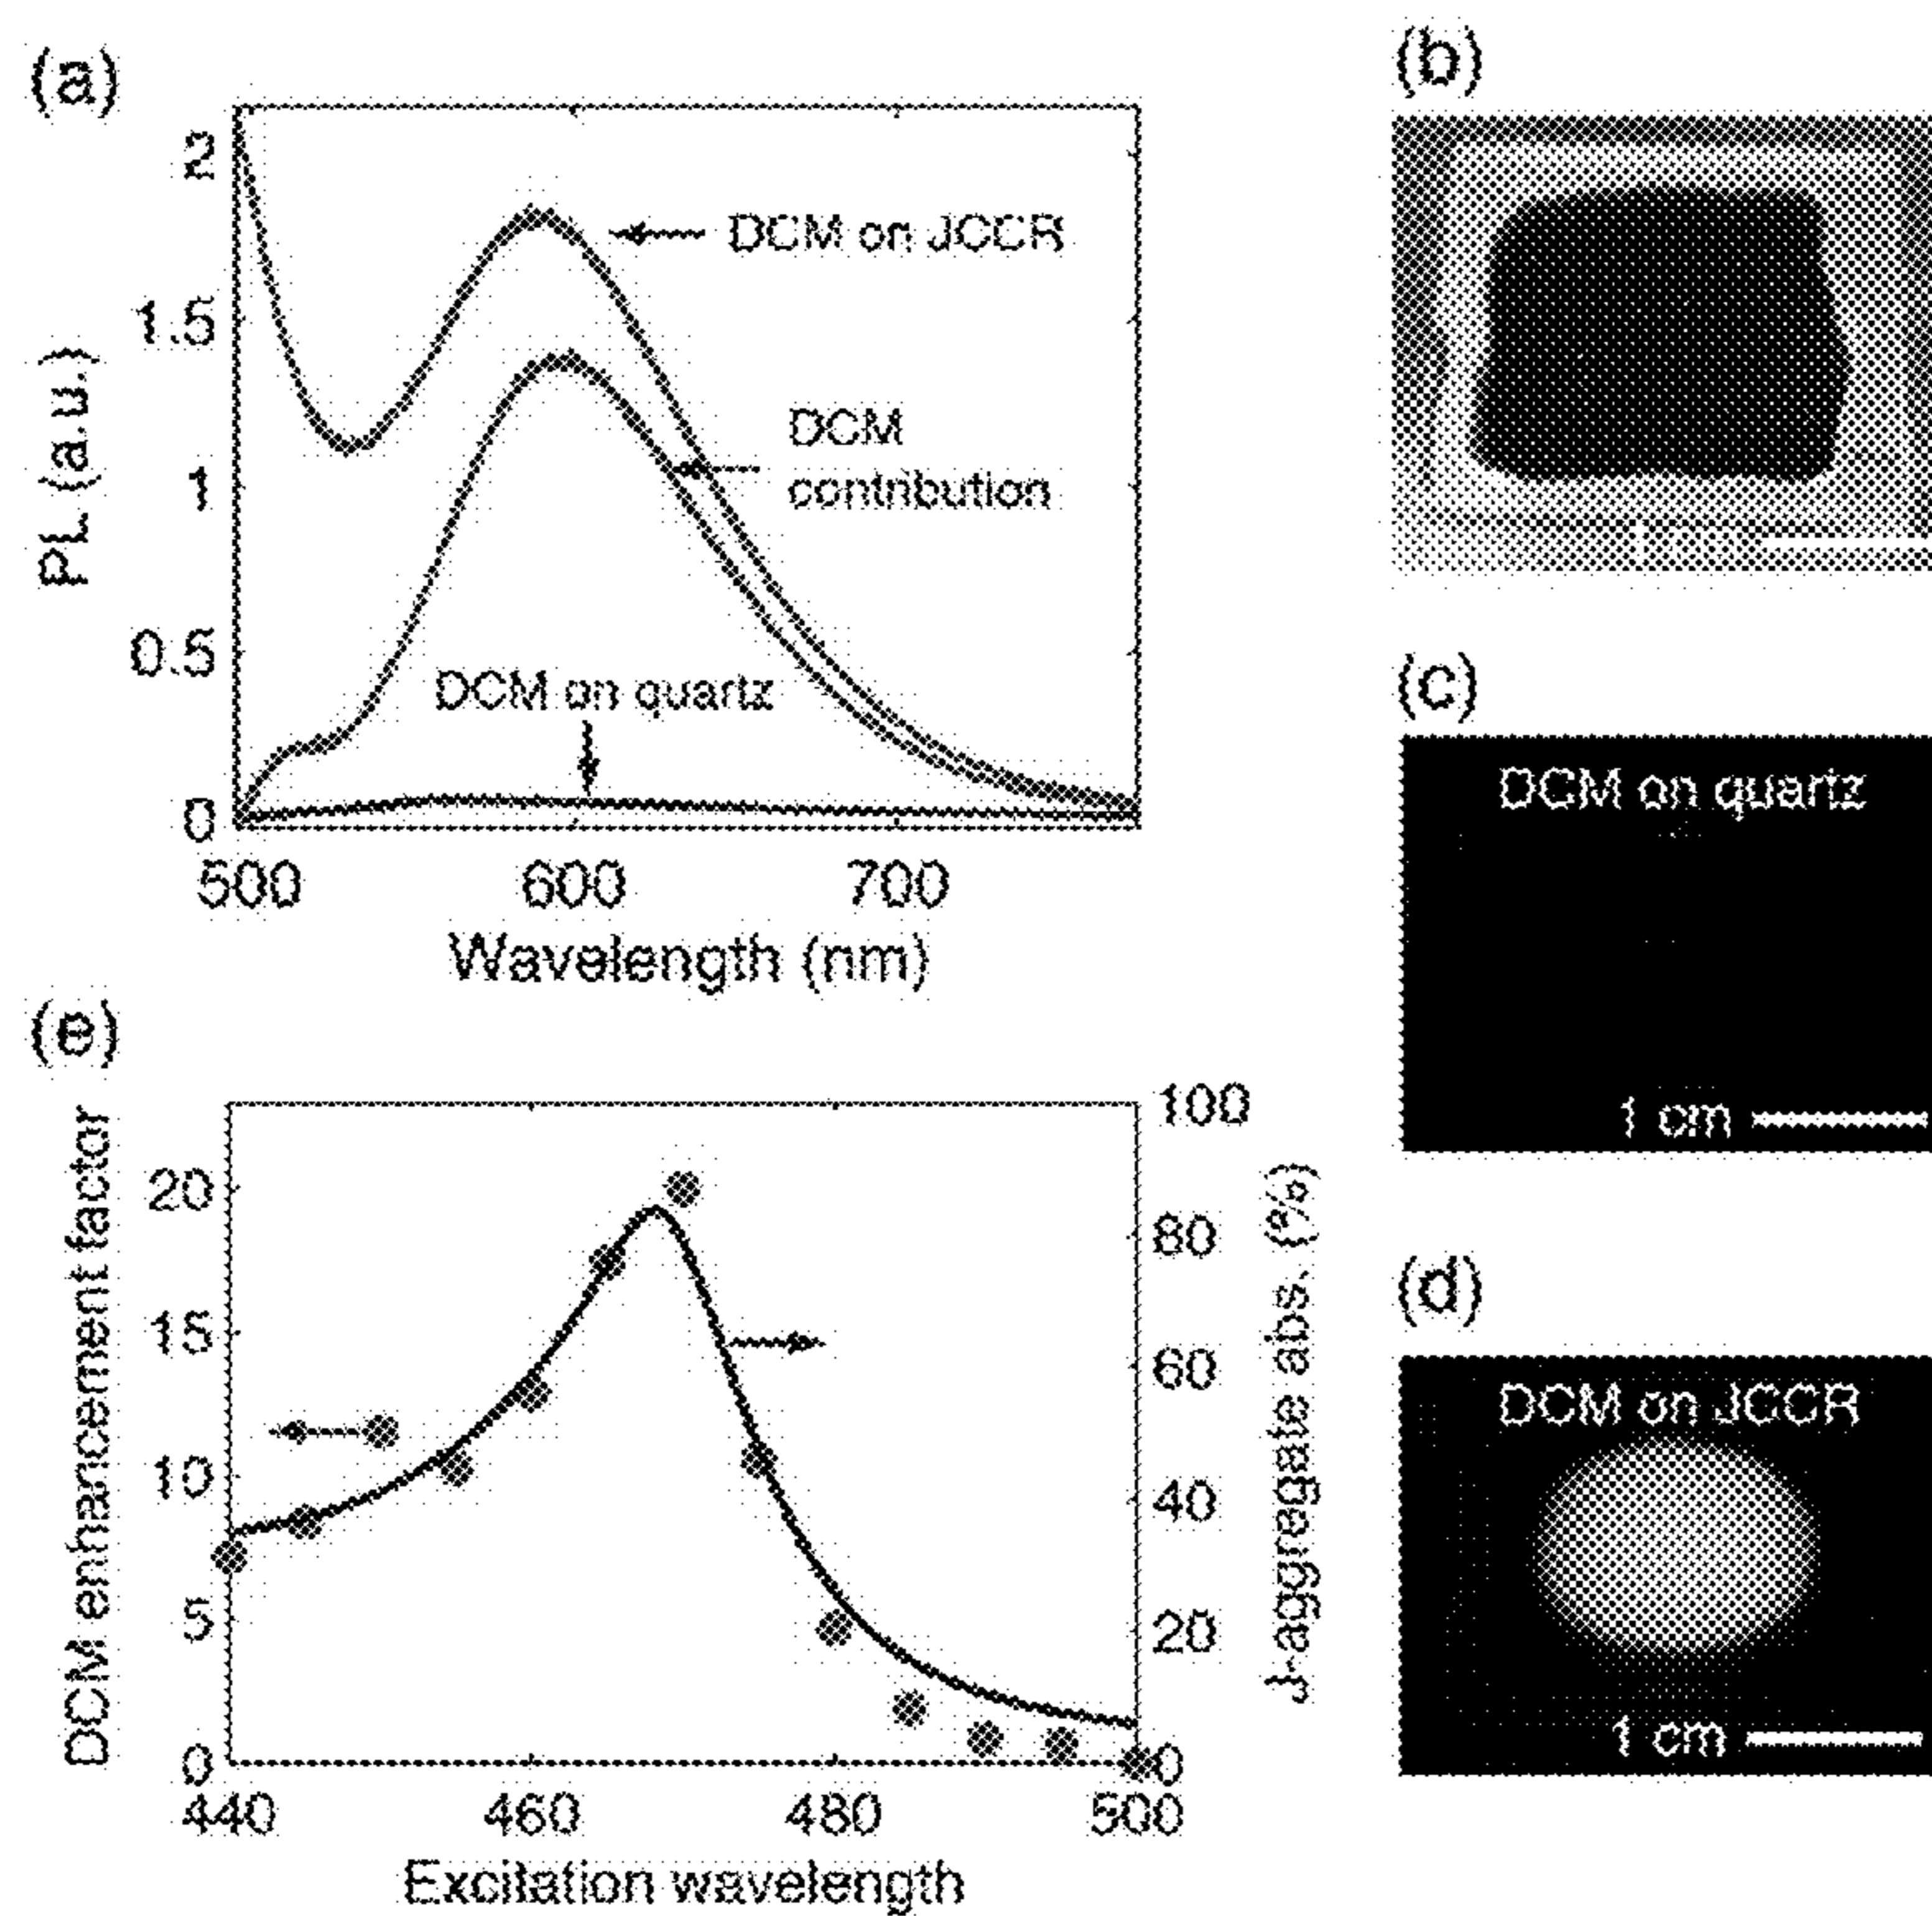 (a)
2
1.5
1
0.5
0
PL (a.u.)
DCM on JCCR
DCM
contribution
DCM on quartz
500
600
700
Wavelength (nm)
(b)
(c)
DCM on quartz
1 cm
(d)
DCM on JCCR
1 cm
(e)
DCM enhancement factor
20
15
10
5
0
100
80
60
40
20
0
J-aggregate abs. (%)
440
460
480
500
Excitation wavelength